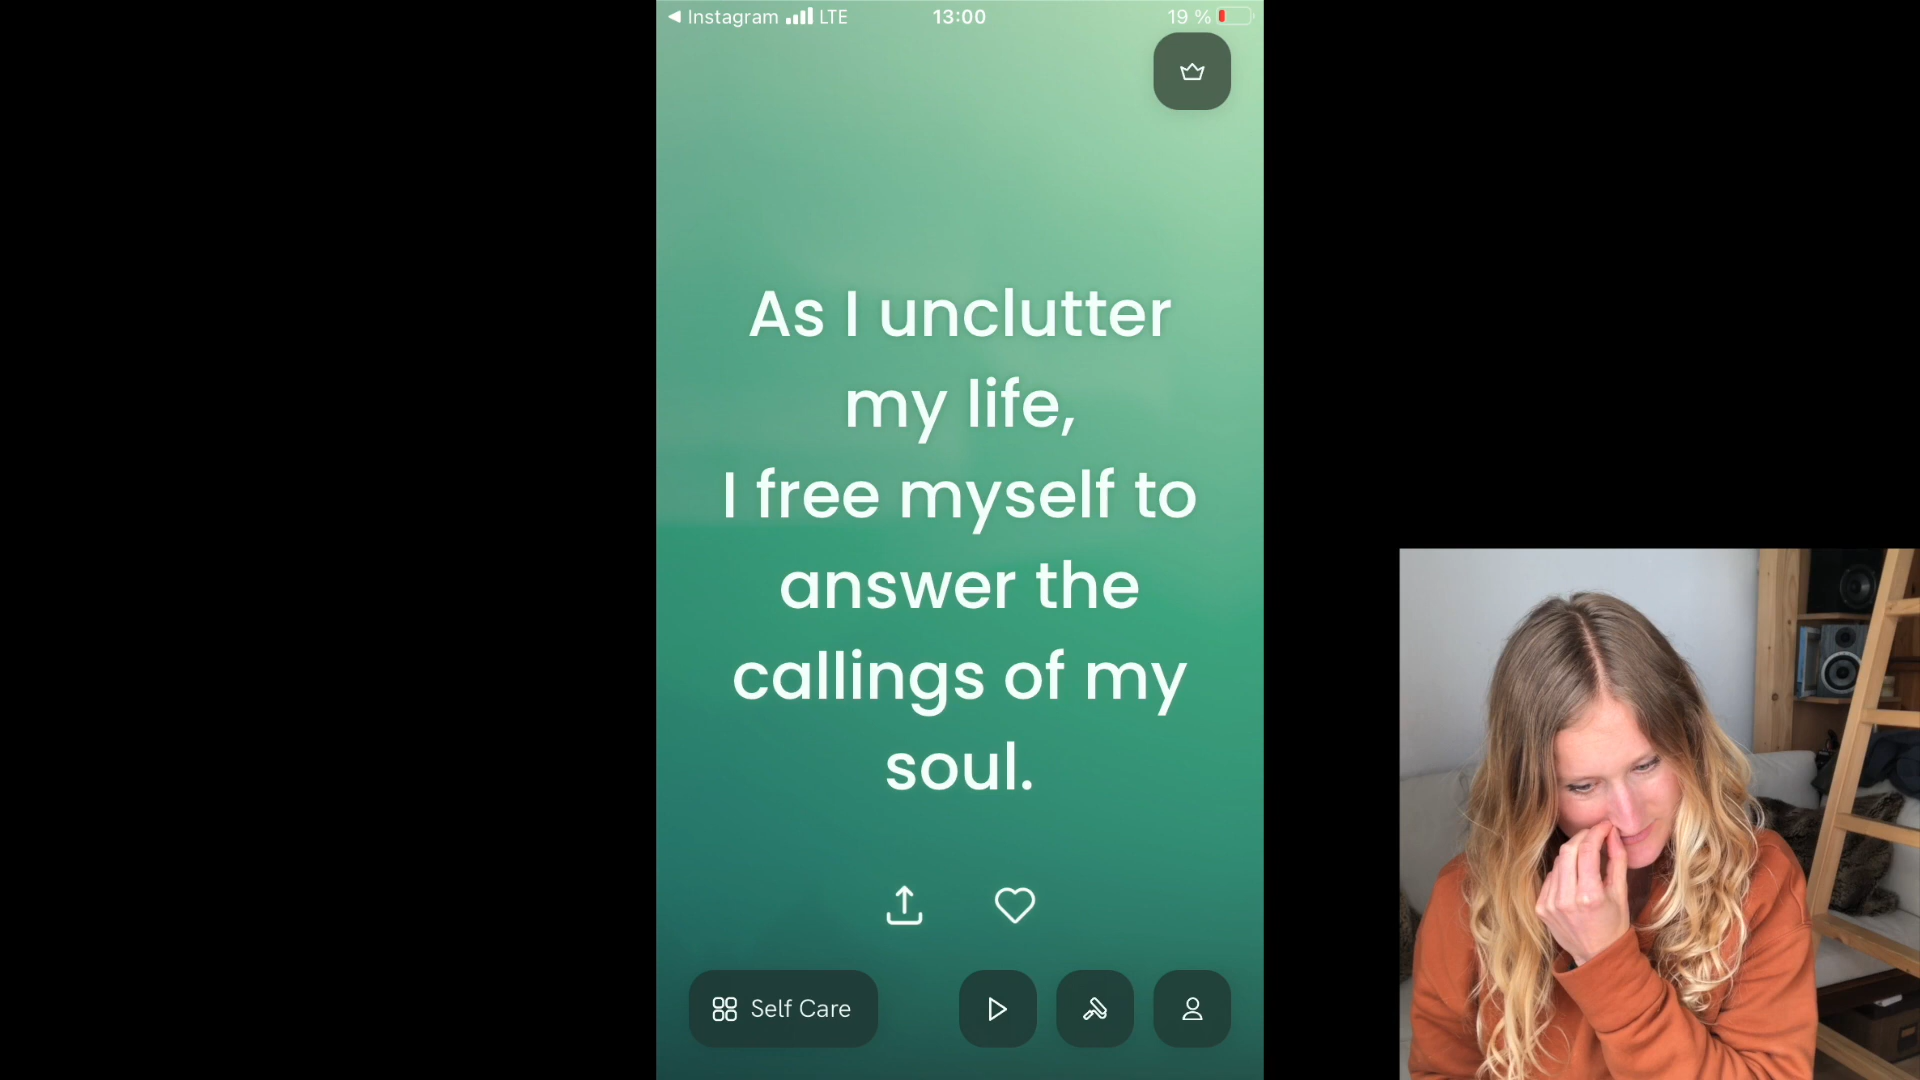 Instagram LTE 13:00 19 %
As I unclutter
my life,
I free myself to
answer the
callings of my
soul.
Self Care